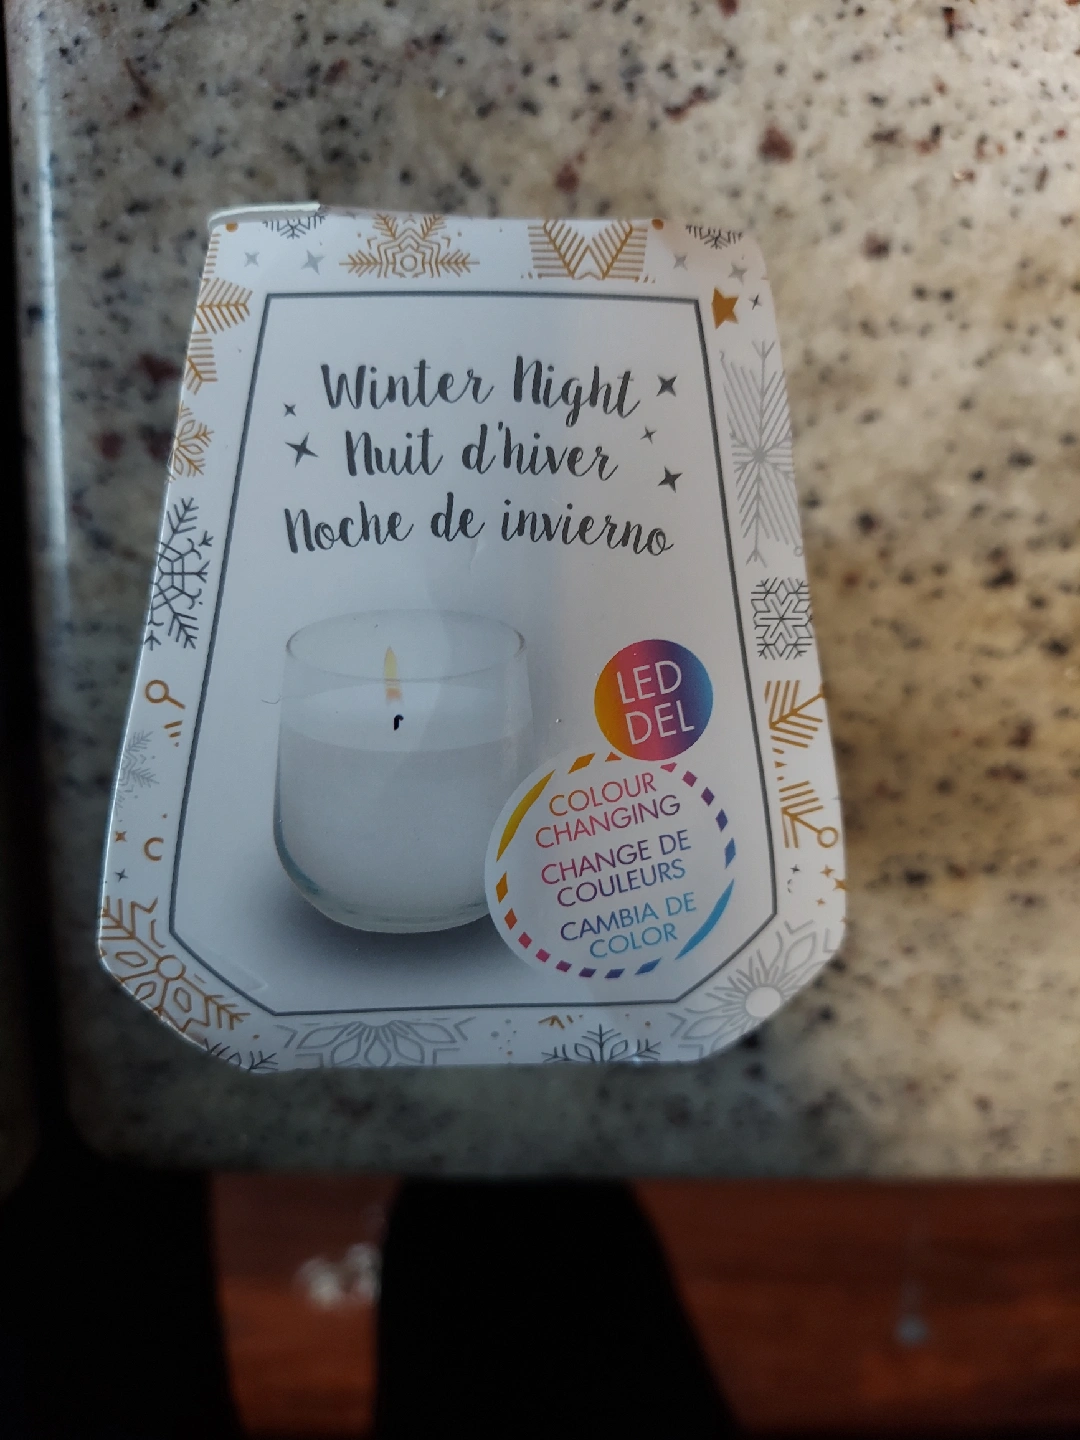 Winter Night
Nuit d'hiver
Noche de invierno
LED
DEL
COLOUR
CHANGING
CHANGE DE
COULEURS
CAMBIA DE
COLOR